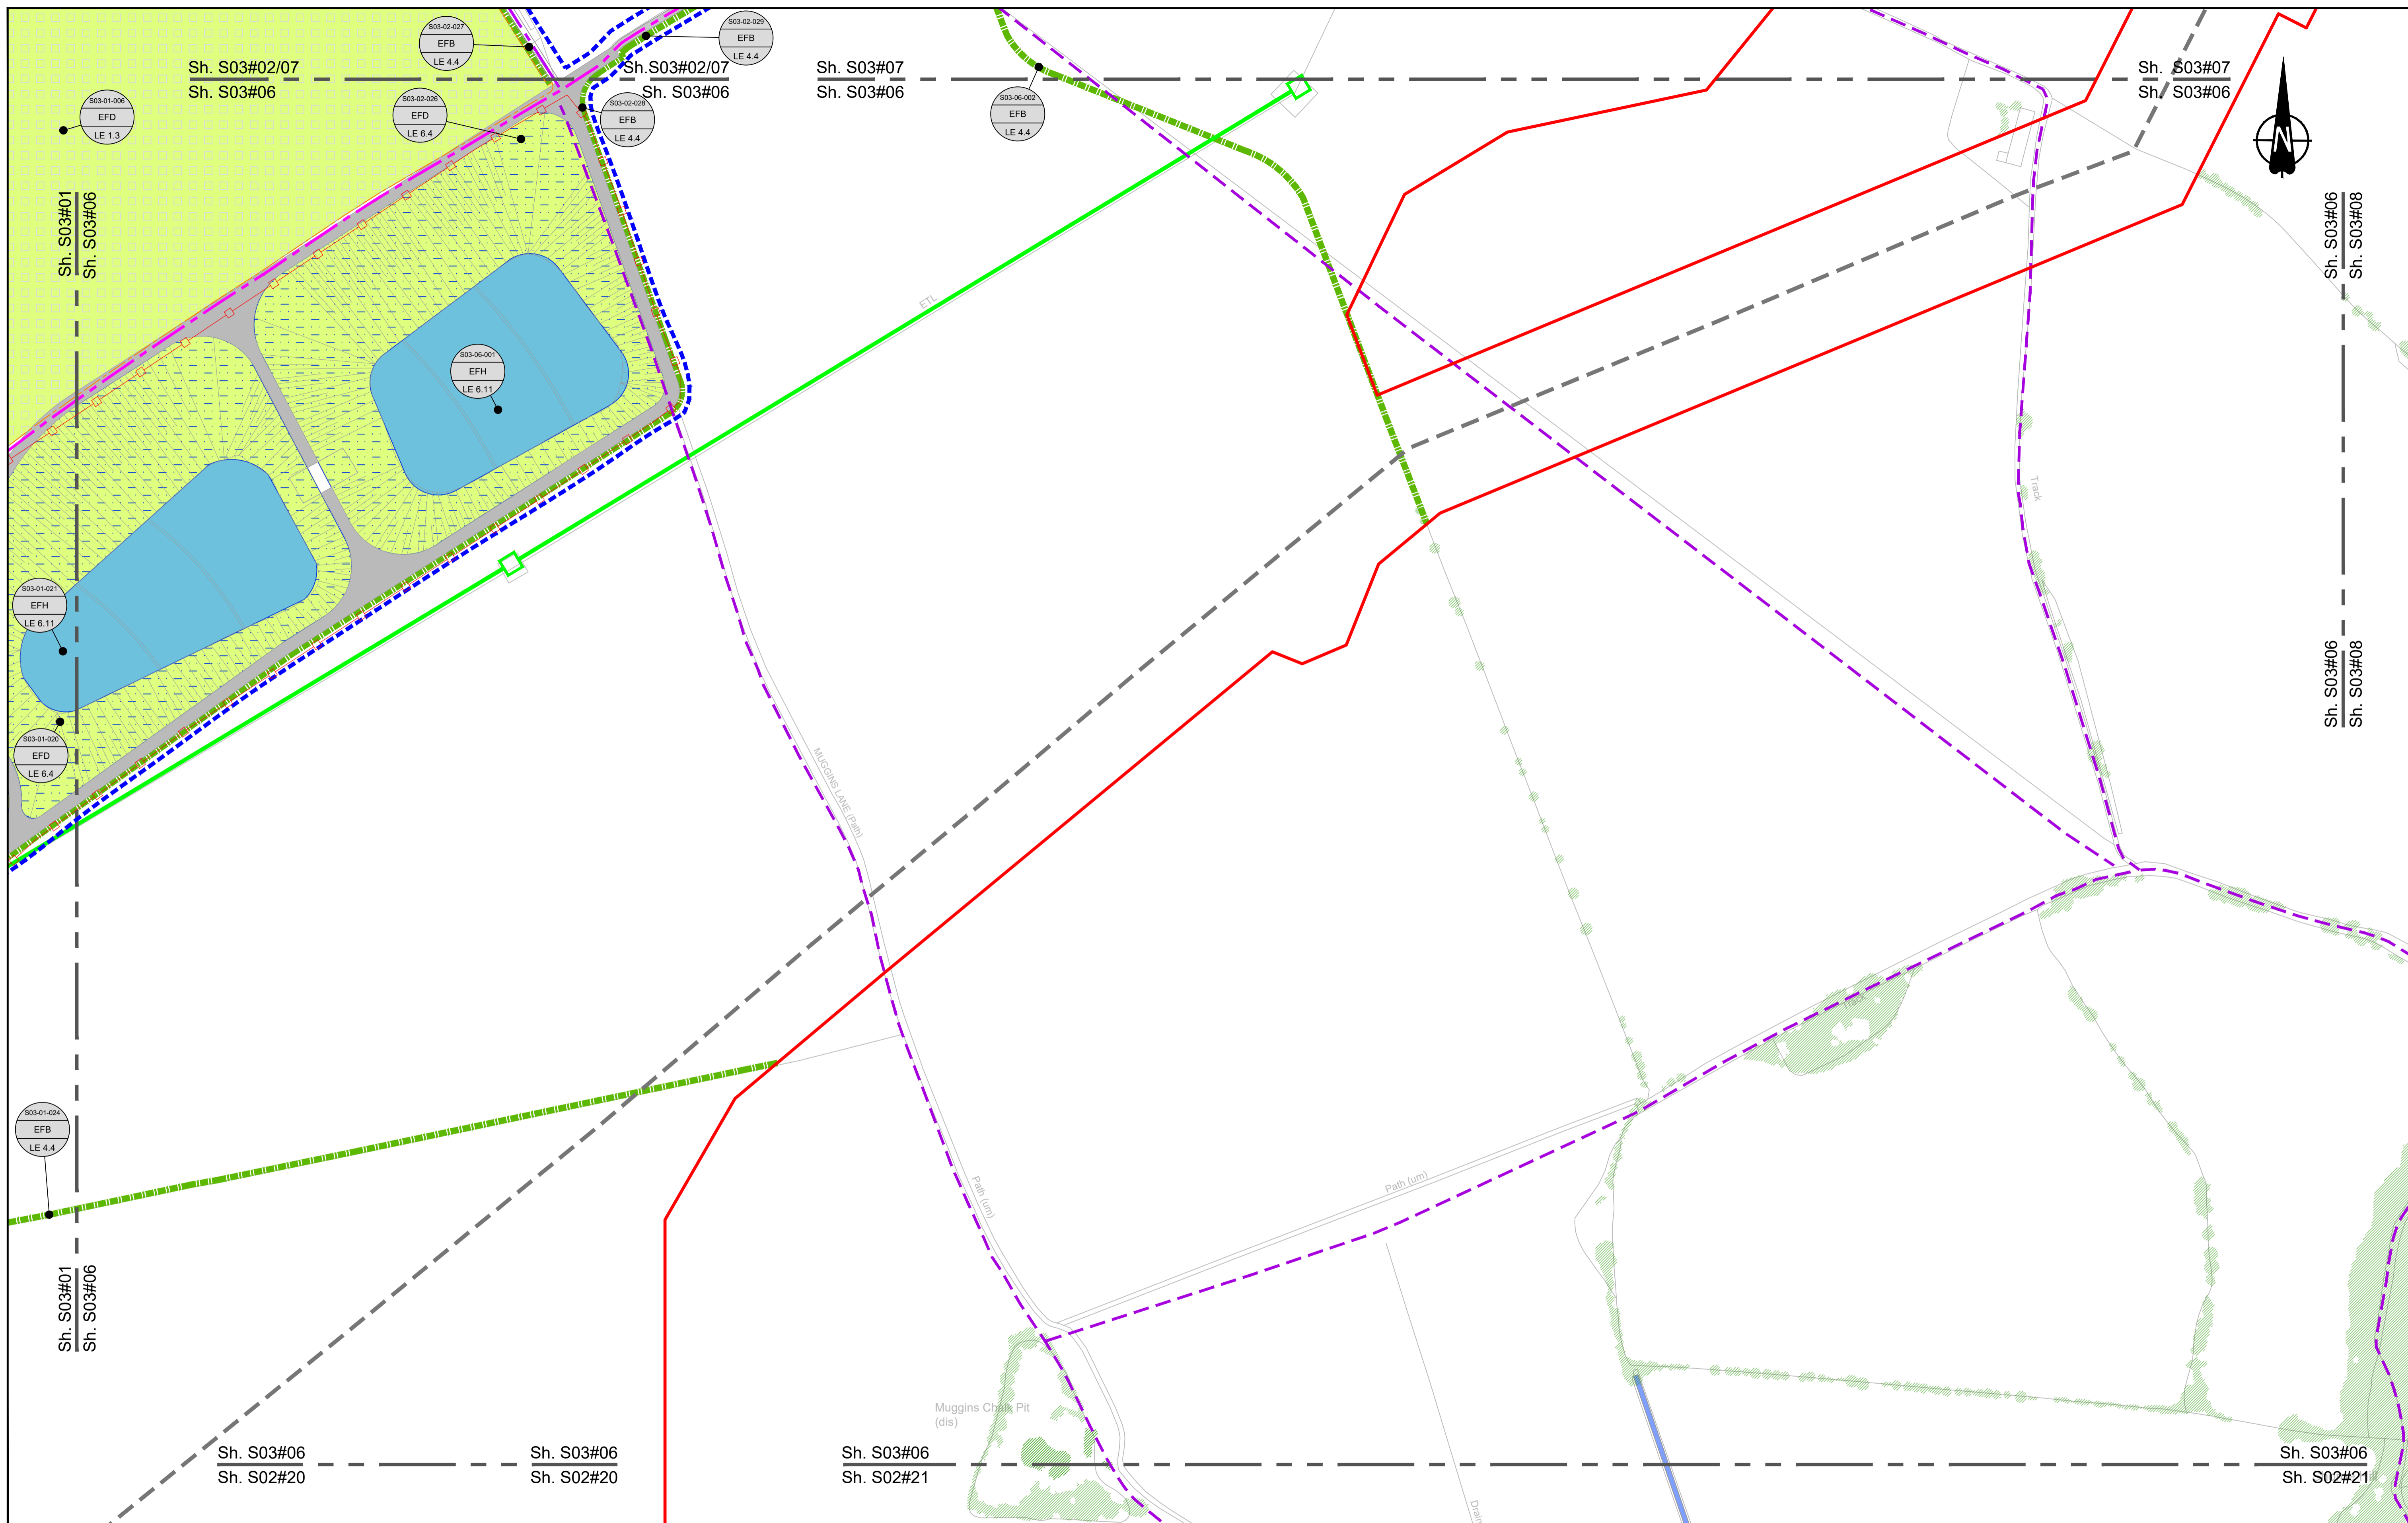 S03-02-027
EFB
LE 4.4
S03-02-029
EFB
LE 4.4
Sh. S03#02/07
Sh. S03#06
Sh.S03#02/07
Sh. S03#06
Sh. S03#07
Sh. S03#06
Sh. S03#07
Sh. S03#06
S03-01-006
EFD
LE 1.3
S03-02-026
EFD
LE 6.4
S03-02-028
EFB
LE 4.4
S03-06-002
EFB
LE 4.4
N
Sh. S03#01
Sh. S03#06
Sh. S03#06
Sh. S03#08
ETL
S03-06-001
EFH
LE 6.11
Track
S03-01-021
EFH
LE 6.11
Sh. S03#06
Sh. S03#08
S03-01-020
EFD
LE 6.4
MUGGINS LANE (Path)
Track
S03-01-024
EFB
LE 4.4
Path (um)
Path (um)
Sh. S03#01
Sh. S03#06
Muggins Chalk Pit
(dis)
Sh. S03#06
Sh. S02#20
Sh. S03#06
Sh. S02#20
Sh. S03#06
Sh. S02#21
Sh. S03#06
Sh. S02#21
Drain